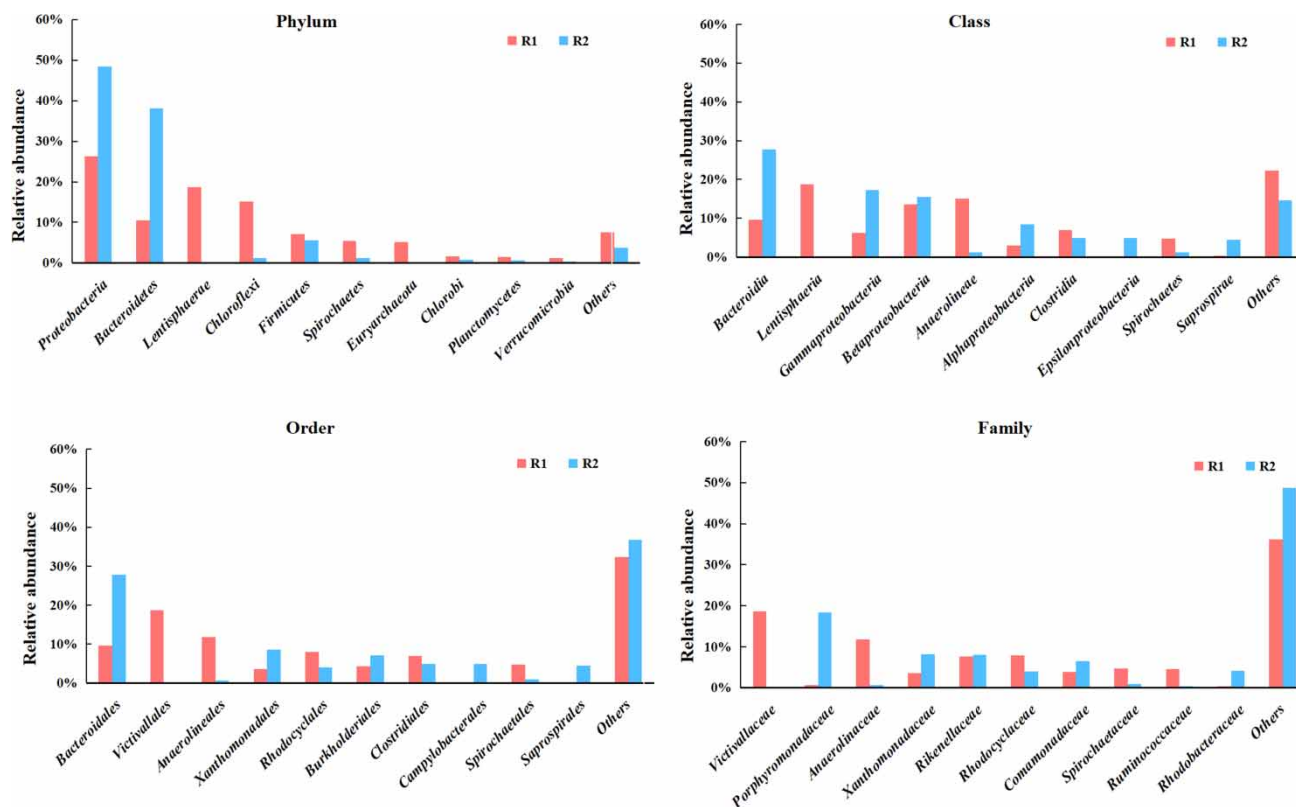 Phylum
60%
50%
40%
30%
20%
10%
0%
Relative abundance
R1
R2
Proteobacteria
Bacteroidetes
Lentisphaerae
Chloroflexi
Firmicutes
Spirochaetes
Euryarchaeota
Chlorobi
Planctomycetes
Verrucomicrobia
Others
Class
60%
50%
40%
30%
20%
10%
0%
Relative abundance
R1
R2
Bacteroidia
Lentisphaeria
Gammaproteobacteria
Betaproteobacteria
Anaerolineae
Alphaproteobacteria
Clostridia
Epsilonproteobacteria
Spirochaetes
Saprospirae
Others
Order
60%
50%
40%
30%
20%
10%
0%
Relative abundance
R1
R2
Bacteroidales
Victivallales
Anaerolineales
Xanthomonadales
Rhodocyclales
Burkholderiales
Clostridiales
Campylobacterales
Spirochaetales
Saprospirales
Others
Family
60%
50%
40%
30%
20%
10%
0%
Relative abundance
R1
R2
Victivallaceae
Porphyromonadaceae
Anaerolinaceae
Xanthomonadaceae
Rikenellaceae
Rhodocyclaceae
Comamonadaceae
Spirochaetaceae
Ruminococcaceae
Rhodobacteraceae
Others